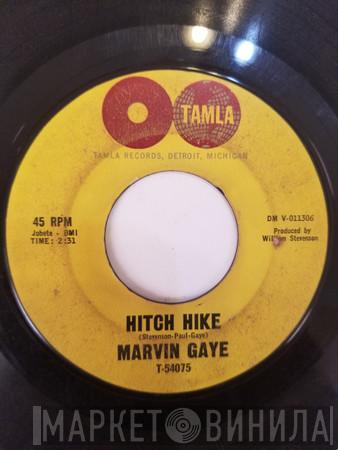 TAMLA
TAMLA RECORDS, DETROIT, MICHIGAN
45 RPM
Jobete - BMI
TIME: 2:31
DM V-011306
Produced by
William Stevenson
HITCH HIKE
(Stevenson-Paul-Gaye)
MARVIN GAYE
T-54075
МАРКЕТ ВИНИЛА